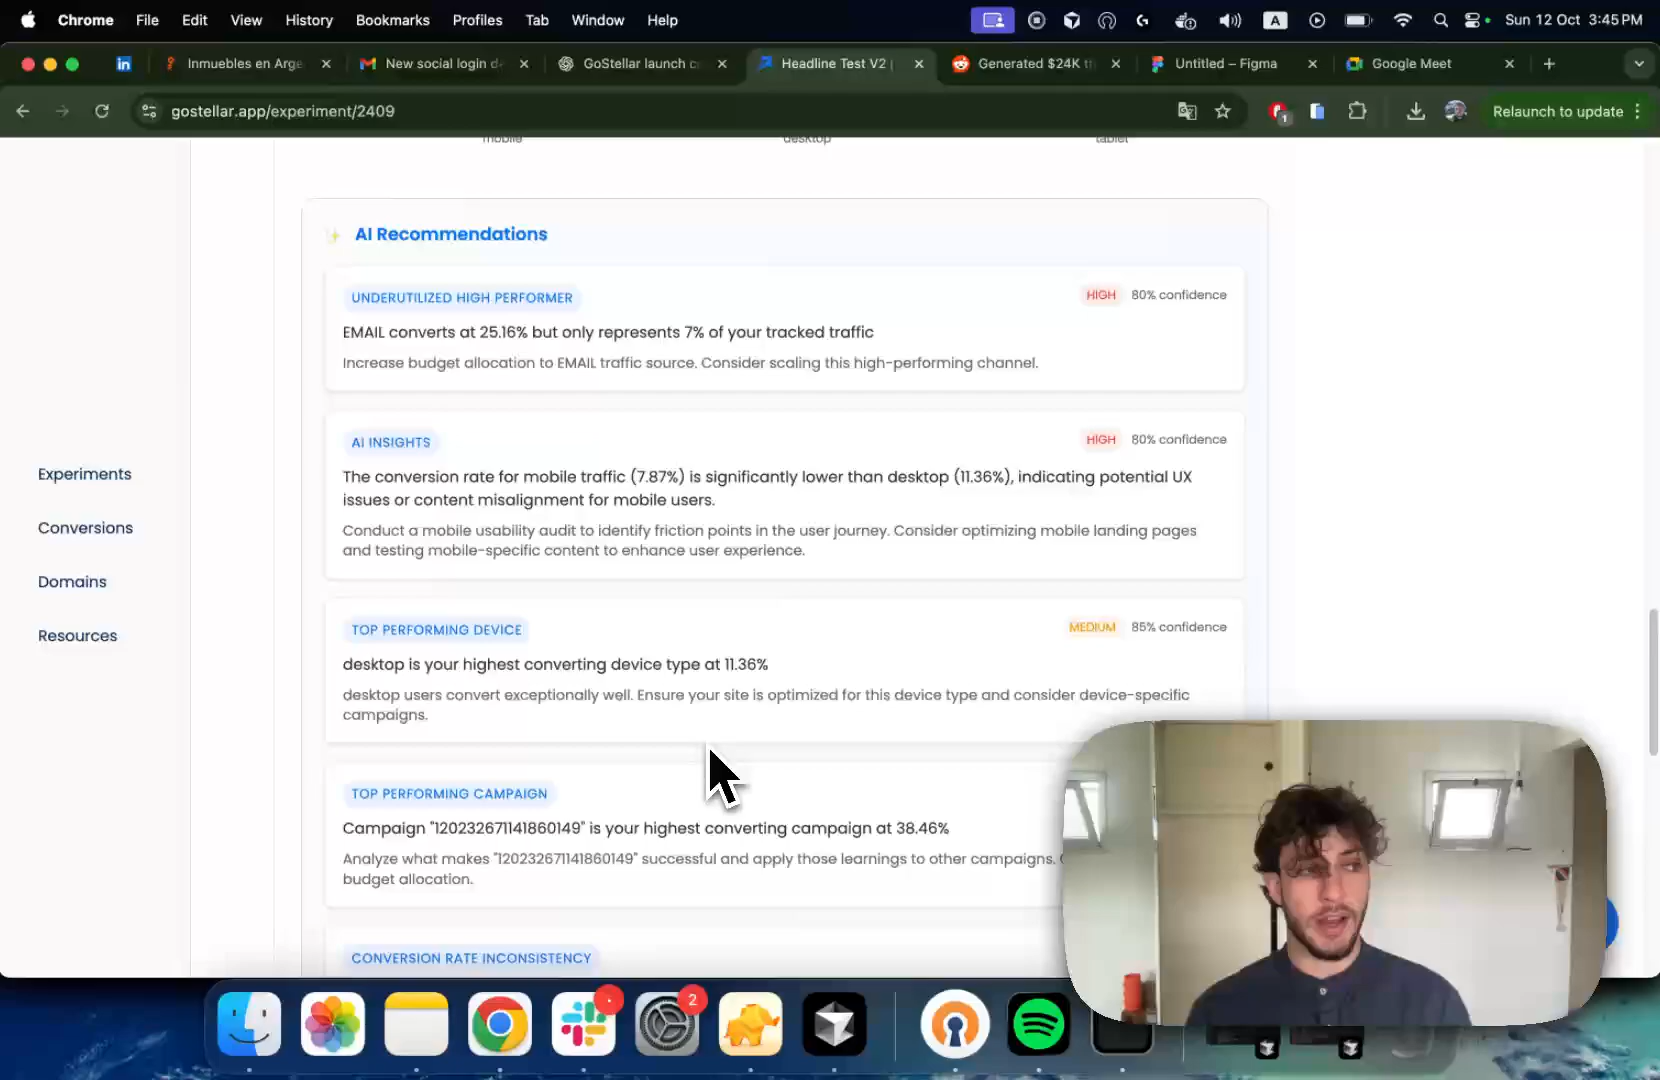 Chrome File Edit View History Bookmarks Profiles Tab Window Help
A
Sun 12 Oct 3:45 PM
Inmuebles en Arge
New social login d
GoStellar launch c
Headline Test V2 |
Generated $24K th
Untitled – Figma
Google Meet
gostellar.app/experiment/2409
1
Relaunch to update
mobile desktop tablet
AI Recommendations
UNDERUTILIZED HIGH PERFORMER
HIGH 80% confidence
EMAIL converts at 25.16% but only represents 7% of your tracked traffic
Increase budget allocation to EMAIL traffic source. Consider scaling this high-performing channel.
AI INSIGHTS
HIGH 80% confidence
The conversion rate for mobile traffic (7.87%) is significantly lower than desktop (11.36%), indicating potential UX
issues or content misalignment for mobile users.
Conduct a mobile usability audit to identify friction points in the user journey. Consider optimizing mobile landing pages
and testing mobile-specific content to enhance user experience.
TOP PERFORMING DEVICE
MEDIUM 85% confidence
desktop is your highest converting device type at 11.36%
desktop users convert exceptionally well. Ensure your site is optimized for this device type and consider device-specific
campaigns.
TOP PERFORMING CAMPAIGN
Campaign "120232671141860149" is your highest converting campaign at 38.46%
Analyze what makes "120232671141860149" successful and apply those learnings to other campaigns.
budget allocation.
CONVERSION RATE INCONSISTENCY
Experiments
Conversions
Domains
Resources
2